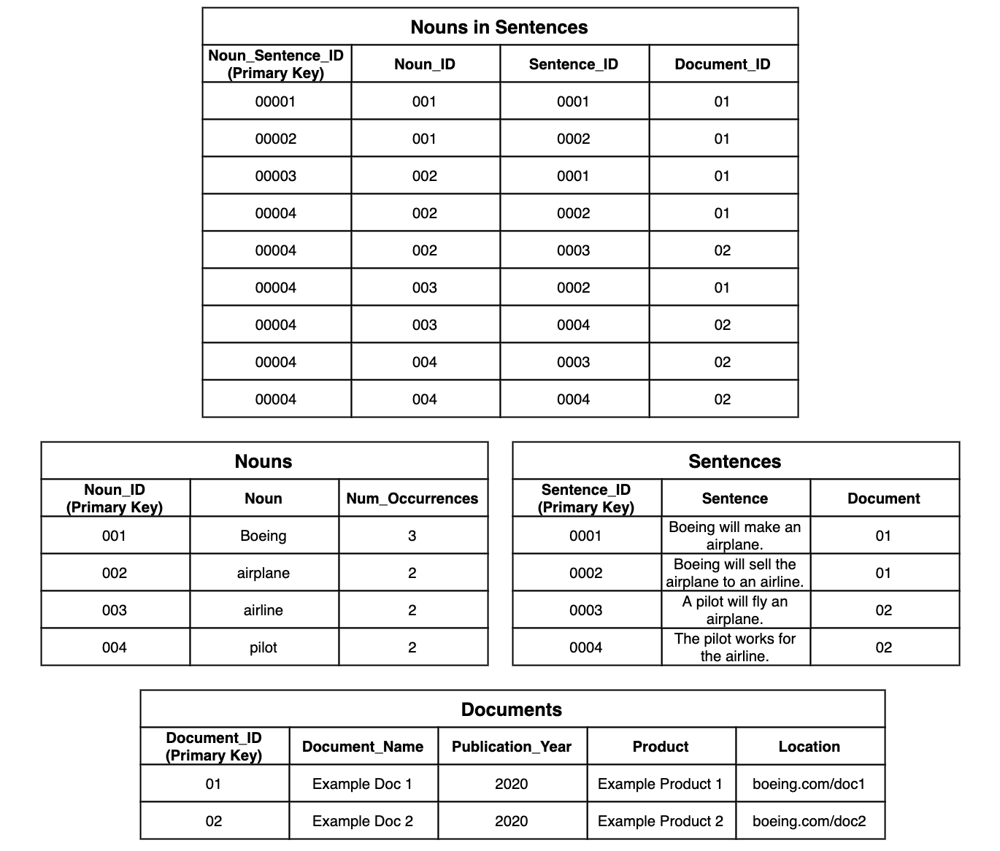 Nouns in Sentences
Noun_Sentence_ID (Primary Key) Noun_ID Sentence_ID Document_ID
00001 001 0001 01
00002 001 0002 01
00003 002 0001 01
00004 002 0002 01
00004 002 0003 02
00004 003 0002 01
00004 003 0004 02
00004 004 0003 02
00004 004 0004 02
Nouns
Noun_ID (Primary Key) Noun Num_Occurrences
001 Boeing 3
002 airplane 2
003 airline 2
004 pilot 2
Sentences
Sentence_ID (Primary Key) Sentence Document
0001 Boeing will make an airplane. 01
0002 Boeing will sell the airplane to an airline. 01
0003 A pilot will fly an airplane. 02
0004 The pilot works for the airline. 02
Documents
Document_ID (Primary Key) Document_Name Publication_Year Product Location
01 Example Doc 1 2020 Example Product 1 boeing.com/doc1
02 Example Doc 2 2020 Example Product 2 boeing.com/doc2